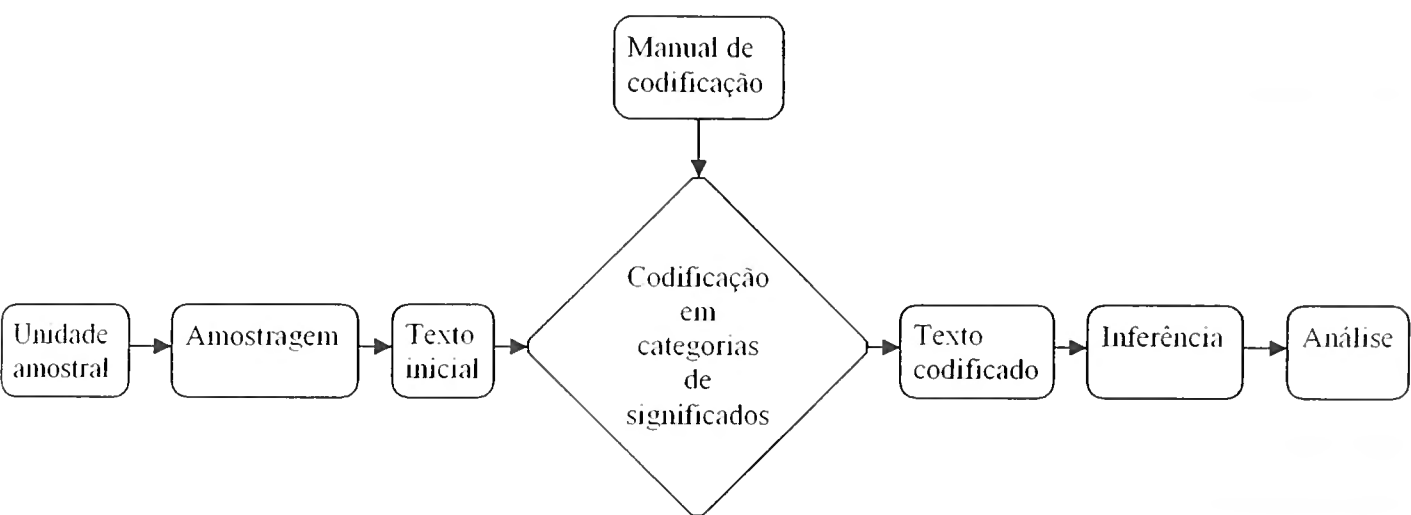 Manual de
codificação
Unidade
amostral
Amostragem
Texto
inicial
Codificação
em
categorias
de
significados
Texto
codificado
Inferência
Análise